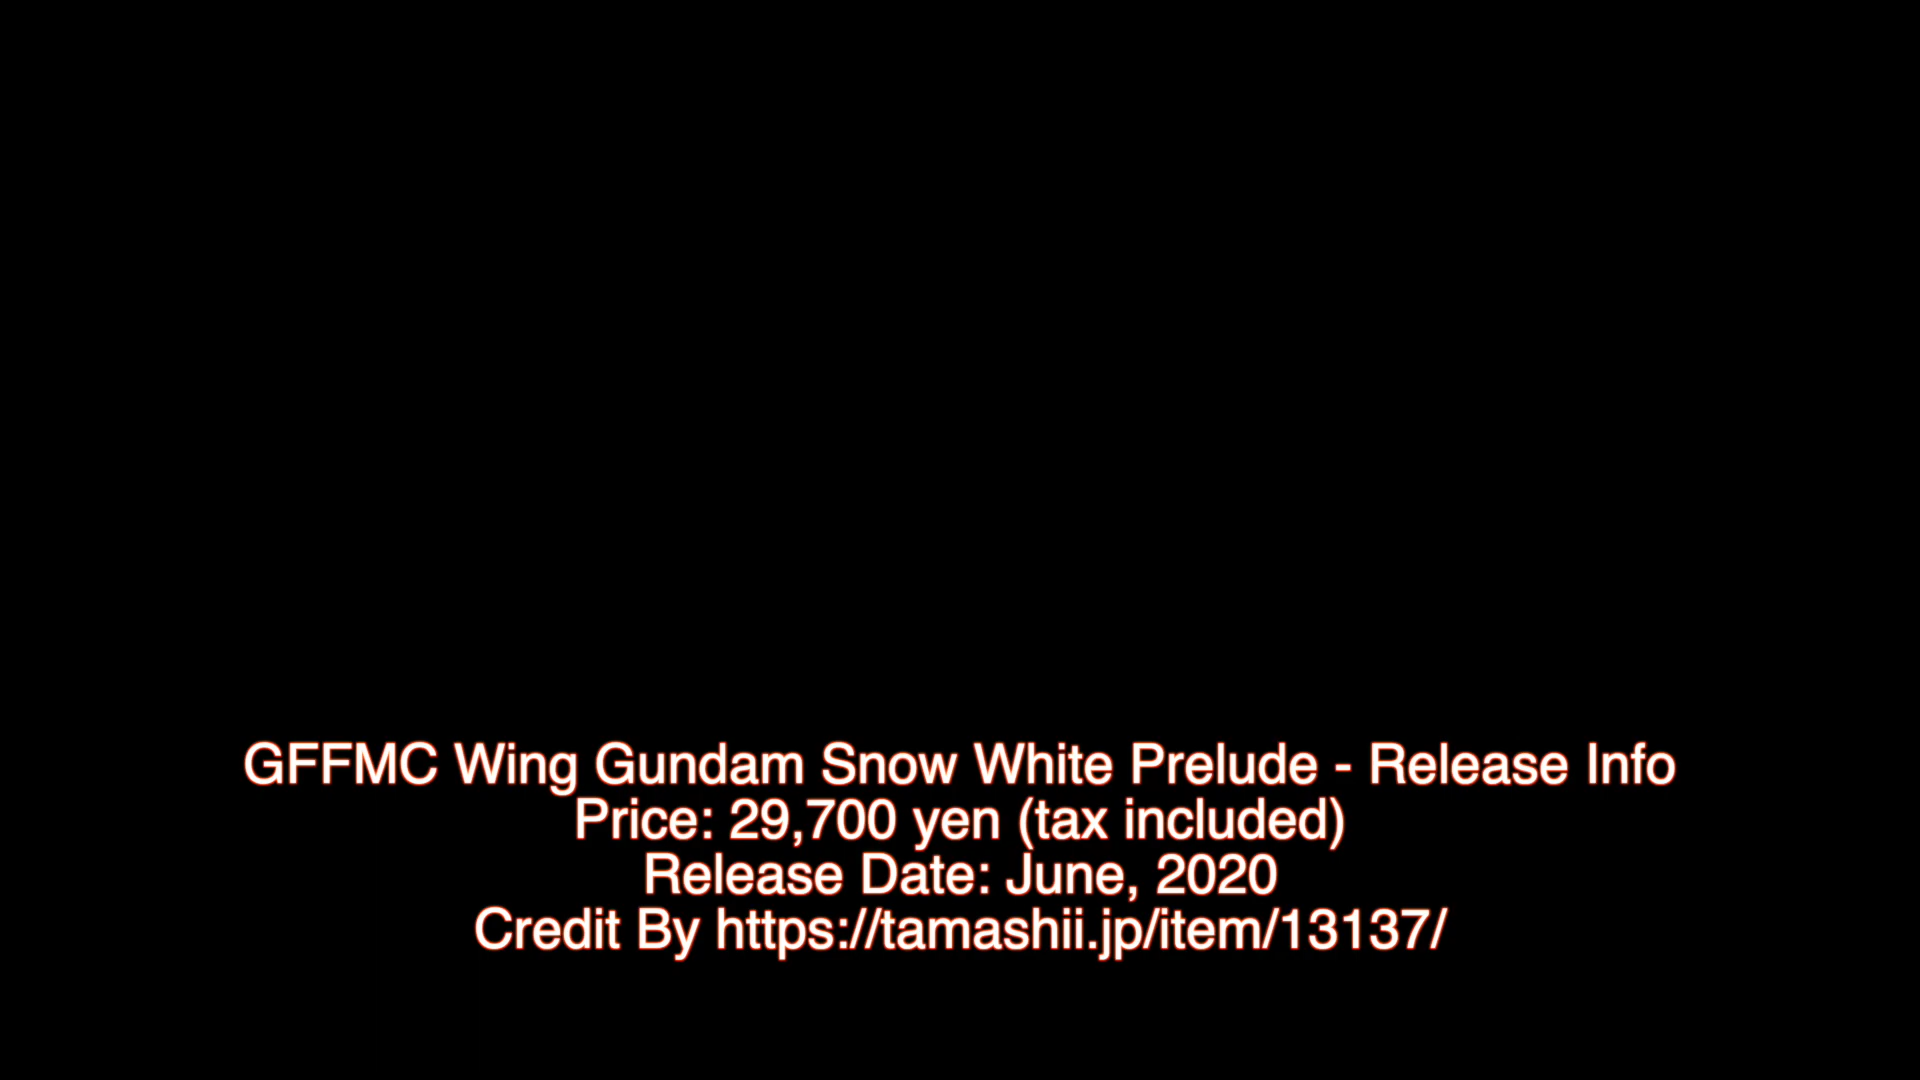 GFFMC Wing Gundam Snow White Prelude - Release Info
Price: 29,700 yen (tax included)
Release Date: June, 2020
Credit By https://tamashii.jp/item/13137/